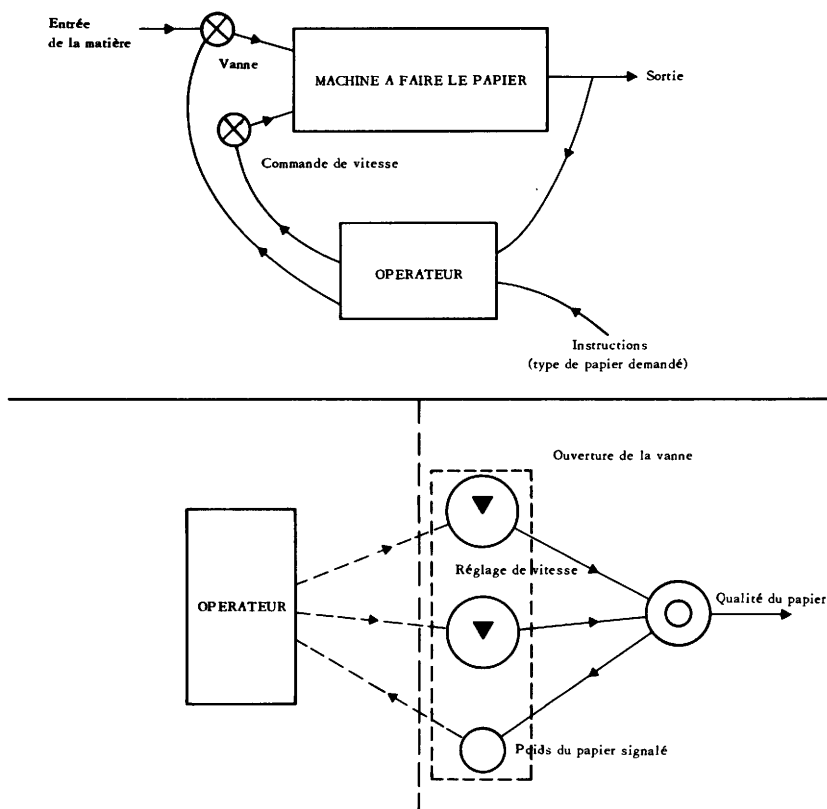 Entrée
de la matière
Vanne
MACHINE A FAIRE LE PAPIER
Sortie
Commande de vitesse
OPERATEUR
Instructions
(type de papier demandé)
Ouverture de la vanne
Réglage de vitesse
OPERATEUR
Qualité du papier
Poids du papier signalé